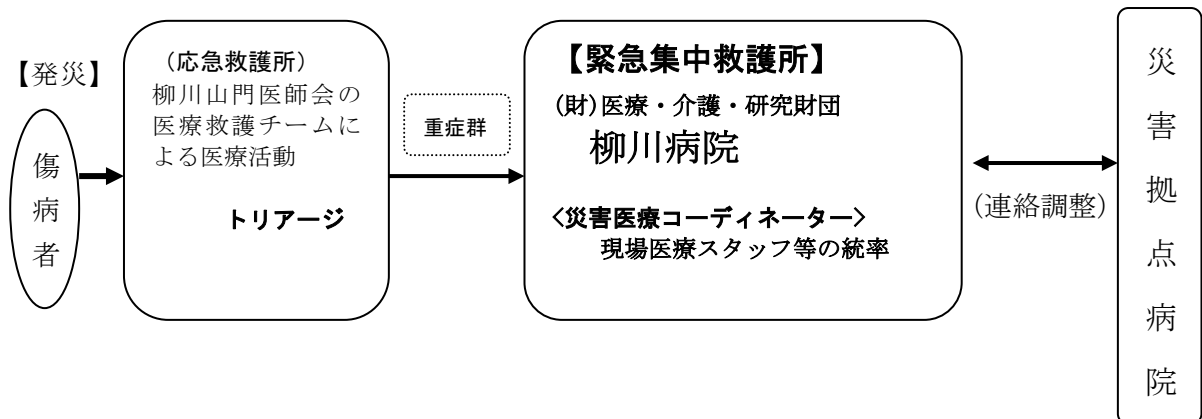 【発災】
傷病者
(応急救護所)
柳川山門医師会の
医療救護チームに
よる医療活動
トリアージ
重症群
【緊急集中救護所】
(財)医療・介護・研究財団
柳川病院
<災害医療コーディネーター>
現場医療スタッフ等の統率
(連絡調整)
災害拠点病院